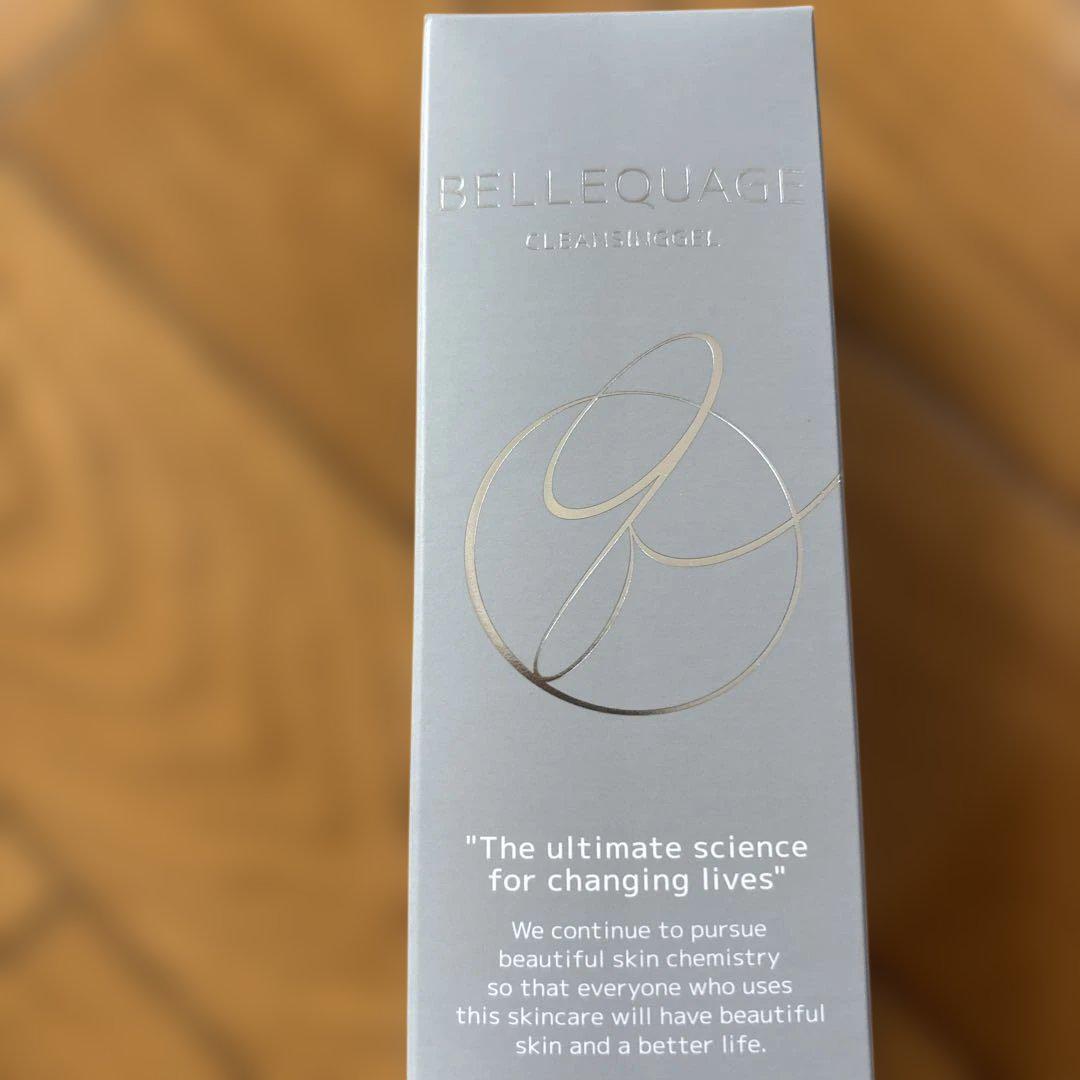 BELLEQUAGE
CLEANSINGGEL
"The ultimate science
for changing lives"
We continue to pursue
beautiful skin chemistry
so that everyone who uses
this skincare will have beautiful
skin and a better life.